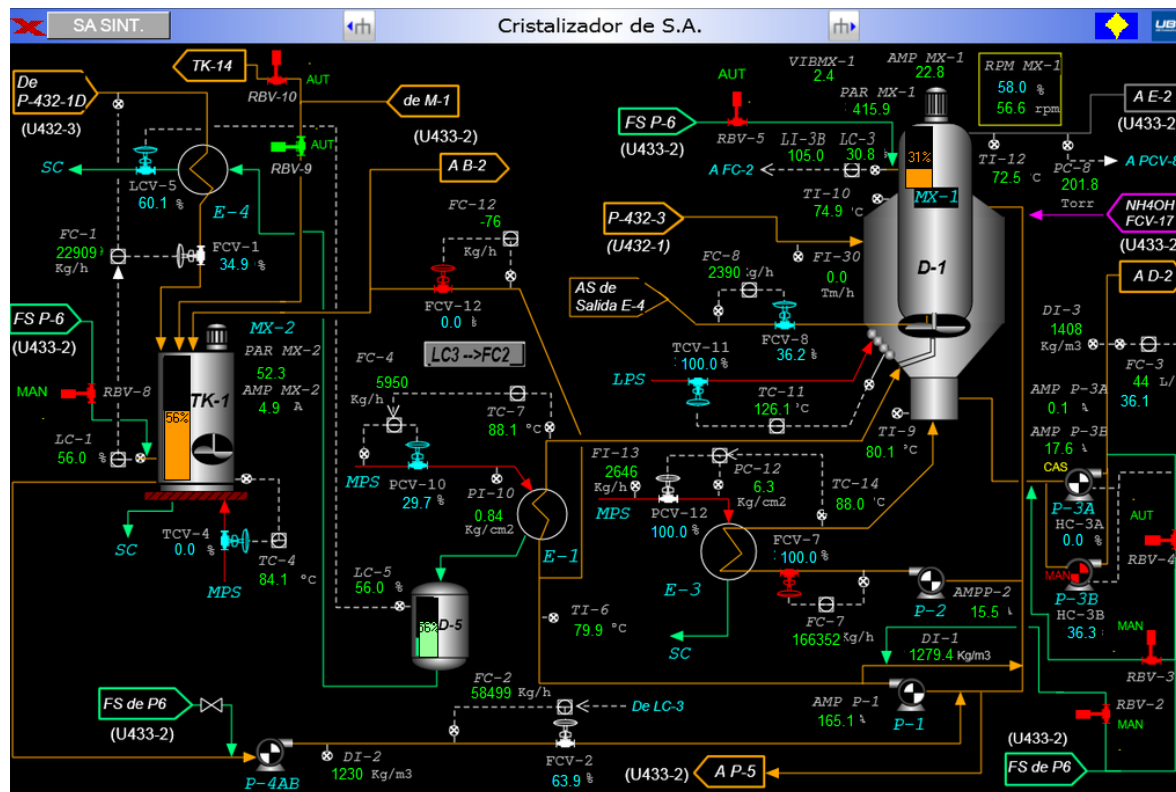 SA SINT.
Cristalizador de S.A.
UB
TK-14
RBV-10
AUT
De
P-432-1D
(U432-3)
de M-1
(U433-2)
RBV-9
AUT
SC
LCV-5
60.1 %
E-4
A B-2
(U433-2)
FC-1
22909
Kg/h
FCV-1
34.9 %
FC-12
-76
Kg/h
FCV-12
0.0
LC3 -->FC2
FS P-6
(U433-2)
MAN
RBV-8
MX-2
PAR MX-2
52.3
AMP MX-2
4.9 A
TK-1
56%
LC-1
56.0 %
SC
TCV-4
0.0 %
MPS
TC-4
84.1 °C
FC-4
5950
Kg/h
TC-7
88.1 °C
MPS
PCV-10
29.7 %
PI-10
0.84
Kg/cm2
E-1
LC-5
56.0 %
56%
D-5
TI-6
79.9 °C
FC-2
58499 Kg/h
De LC-3
FCV-2
63.9 %
FS de P6
(U433-2)
P-4AB
DI-2
1230 Kg/m3
(U433-2)
A P-5
VIBMX-1
2.4
AMP MX-1
22.8
PAR MX-1
415.9
RPM MX-1
58.0 %
56.6 rpm
A E-2
(U433-2)
AUT
FS P-6
(U433-2)
RBV-5
LI-3B
105.0
LC-3
30.8
A FC-2
31%
MX-1
TI-12
72.5 °C
PC-8
201.8
Torr
A PCV-8
TI-10
74.9 °C
NH4OH
FCV-17
(U433-2)
P-432-3
(U432-1)
FI-30
0.0
Tm/h
D-1
A D-2
FC-8
2390
AS de
Salida E-4
FCV-8
36.2 %
TCV-11
100.0 %
LPS
TC-11
126.1 °C
DI-3
1408
Kg/m3
FC-3
44 L/
36.1
AMP P-3A
0.1
AMP P-3B
17.6
CAS
TI-9
80.1 °C
FI-13
2646
Kg/h
MPS
PCV-12
100.0 %
PC-12
6.3
Kg/cm2
TC-14
88.0 °C
FCV-7
100.0 %
E-3
SC
P-2
AMPP-2
15.5
FC-7
166352 Kg/h
P-3A
HC-3A
0.0 %
MAN
P-3B
HC-3B
36.3
AUT
RBV-4
MAN
RBV-3
DI-1
1279.4 Kg/m3
AMP P-1
165.1
P-1
RBV-2
MAN
(U433-2)
FS de P6